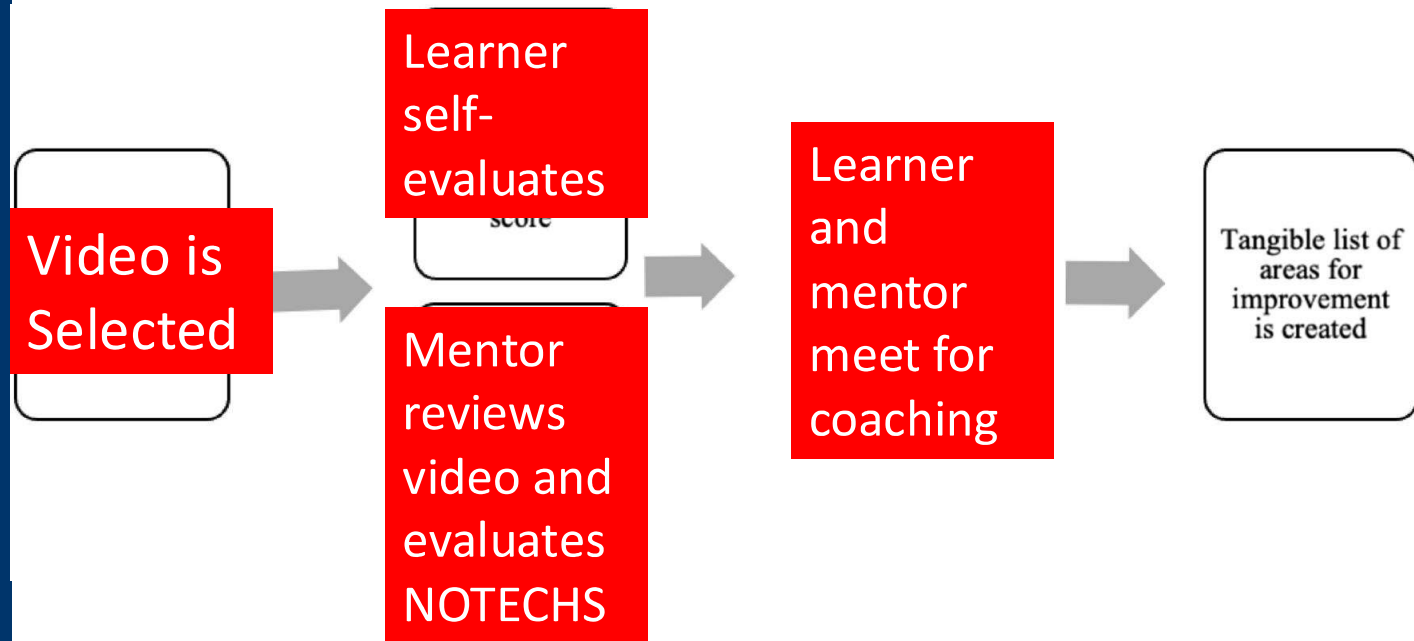 Video is
Selected
Learner
self-
evaluates
score
Mentor
reviews
video and
evaluates
NOTECHS
Learner
and
mentor
meet for
coaching
Tangible list of
areas for
improvement
is created